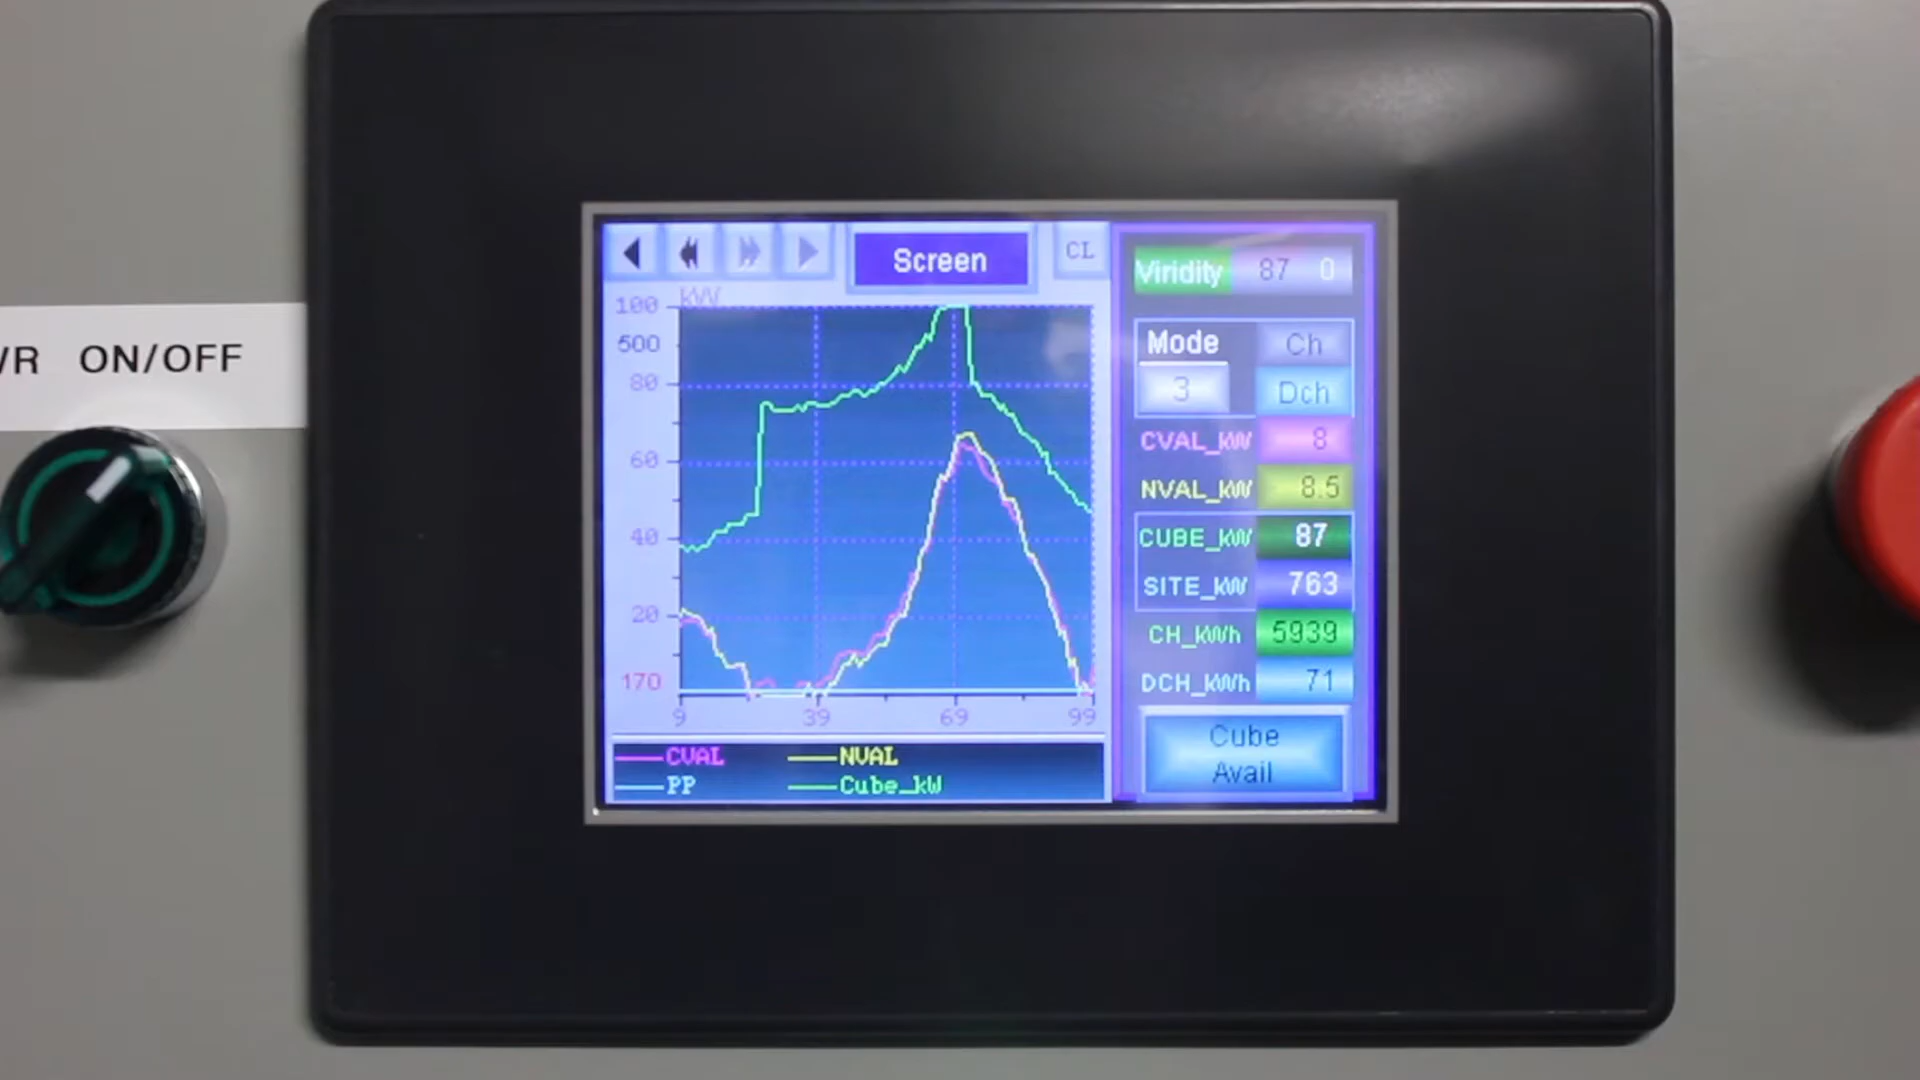 /R ON/OFF
Screen
CL
kW
100
500
80
60
40
20
170
9 39 69 99
CVAL NVAL
PP Cube_kW
Viridity 87 0
Mode Ch
3 Dch
CVAL_kW 8
NVAL_kW 8.5
CUBE_kW 87
SITE_kW 763
CH_kWh 5939
DCH_kWh 71
Cube
Avail